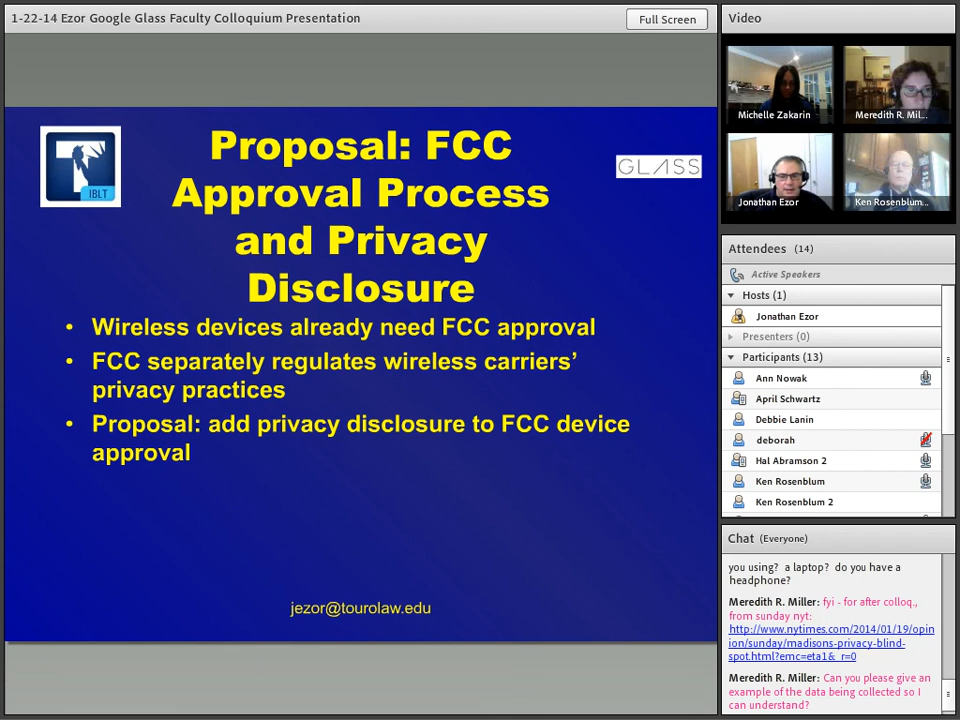 1-22-14 Ezor Google Glass Faculty Colloquium Presentation
Full Screen
IBLT
GLASS
Proposal: FCC
Approval Process
and Privacy
Disclosure
• Wireless devices already need FCC approval
• FCC separately regulates wireless carriers’
privacy practices
• Proposal: add privacy disclosure to FCC device
approval
jezor@tourolaw.edu
Video
Michelle Zakarin
Meredith R. Mil...
Jonathan Ezor
Ken Rosenblum...
Attendees (14)
Active Speakers
Hosts (1)
Jonathan Ezor
Presenters (0)
Participants (13)
Ann Nowak
April Schwartz
Debbie Lanin
deborah
Hal Abramson 2
Ken Rosenblum
Ken Rosenblum 2
Chat (Everyone)
you using? a laptop? do you have a
headphone?
Meredith R. Miller: fyi - for after colloq.,
from sunday nyt:
http://www.nytimes.com/2014/01/19/opin
ion/sunday/madisons-privacy-blind-
spot.html?emc=eta1&_r=0
Meredith R. Miller: Can you please give an
example of the data being collected so I
can understand?